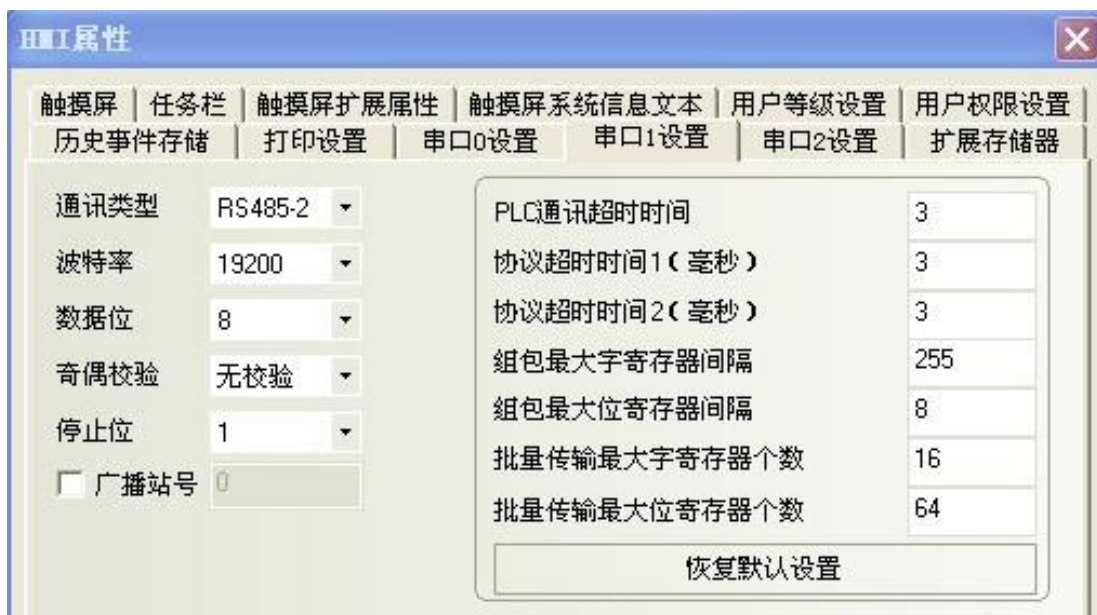 HMI属性
触摸屏 任务栏 触摸屏扩展属性 触摸屏系统信息文本 用户等级设置 用户权限设置
历史事件存储 打印设置 串口0设置 串口1设置 串口2设置 扩展存储器
通讯类型 RS485-2
波特率 19200
数据位 8
奇偶校验 无校验
停止位 1
广播站号 0
PLC通讯超时时间 3
协议超时时间1(毫秒) 3
协议超时时间2(毫秒) 3
组包最大字寄存器间隔 255
组包最大位寄存器间隔 8
批量传输最大字寄存器个数 16
批量传输最大位寄存器个数 64
恢复默认设置